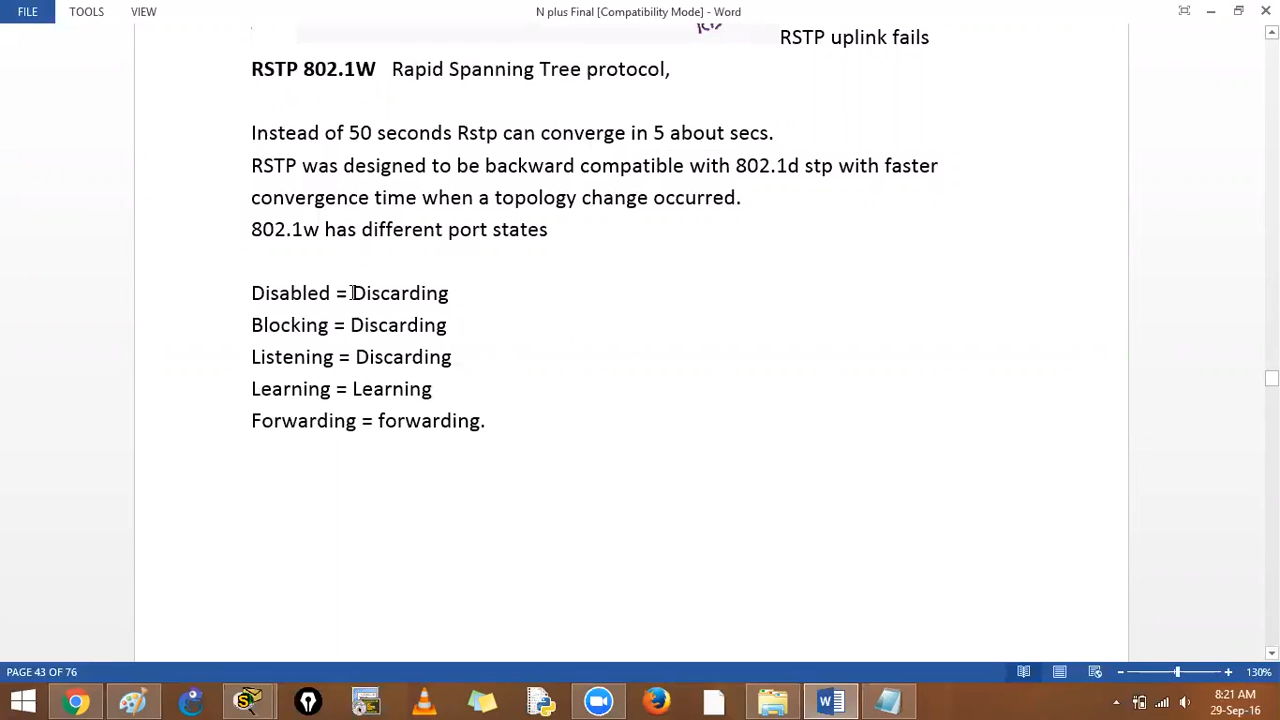 FILE TOOLS VIEW N plus Final [Compatibility Mode] - Word
RSTP uplink fails
RSTP 802.1W Rapid Spanning Tree protocol,
Instead of 50 seconds Rstp can converge in 5 about secs.
RSTP was designed to be backward compatible with 802.1d stp with faster
convergence time when a topology change occurred.
802.1w has different port states
Disabled = Discarding
Blocking = Discarding
Listening = Discarding
Learning = Learning
Forwarding = forwarding.
PAGE 43 OF 76 130%
8:21 AM
29-Sep-16